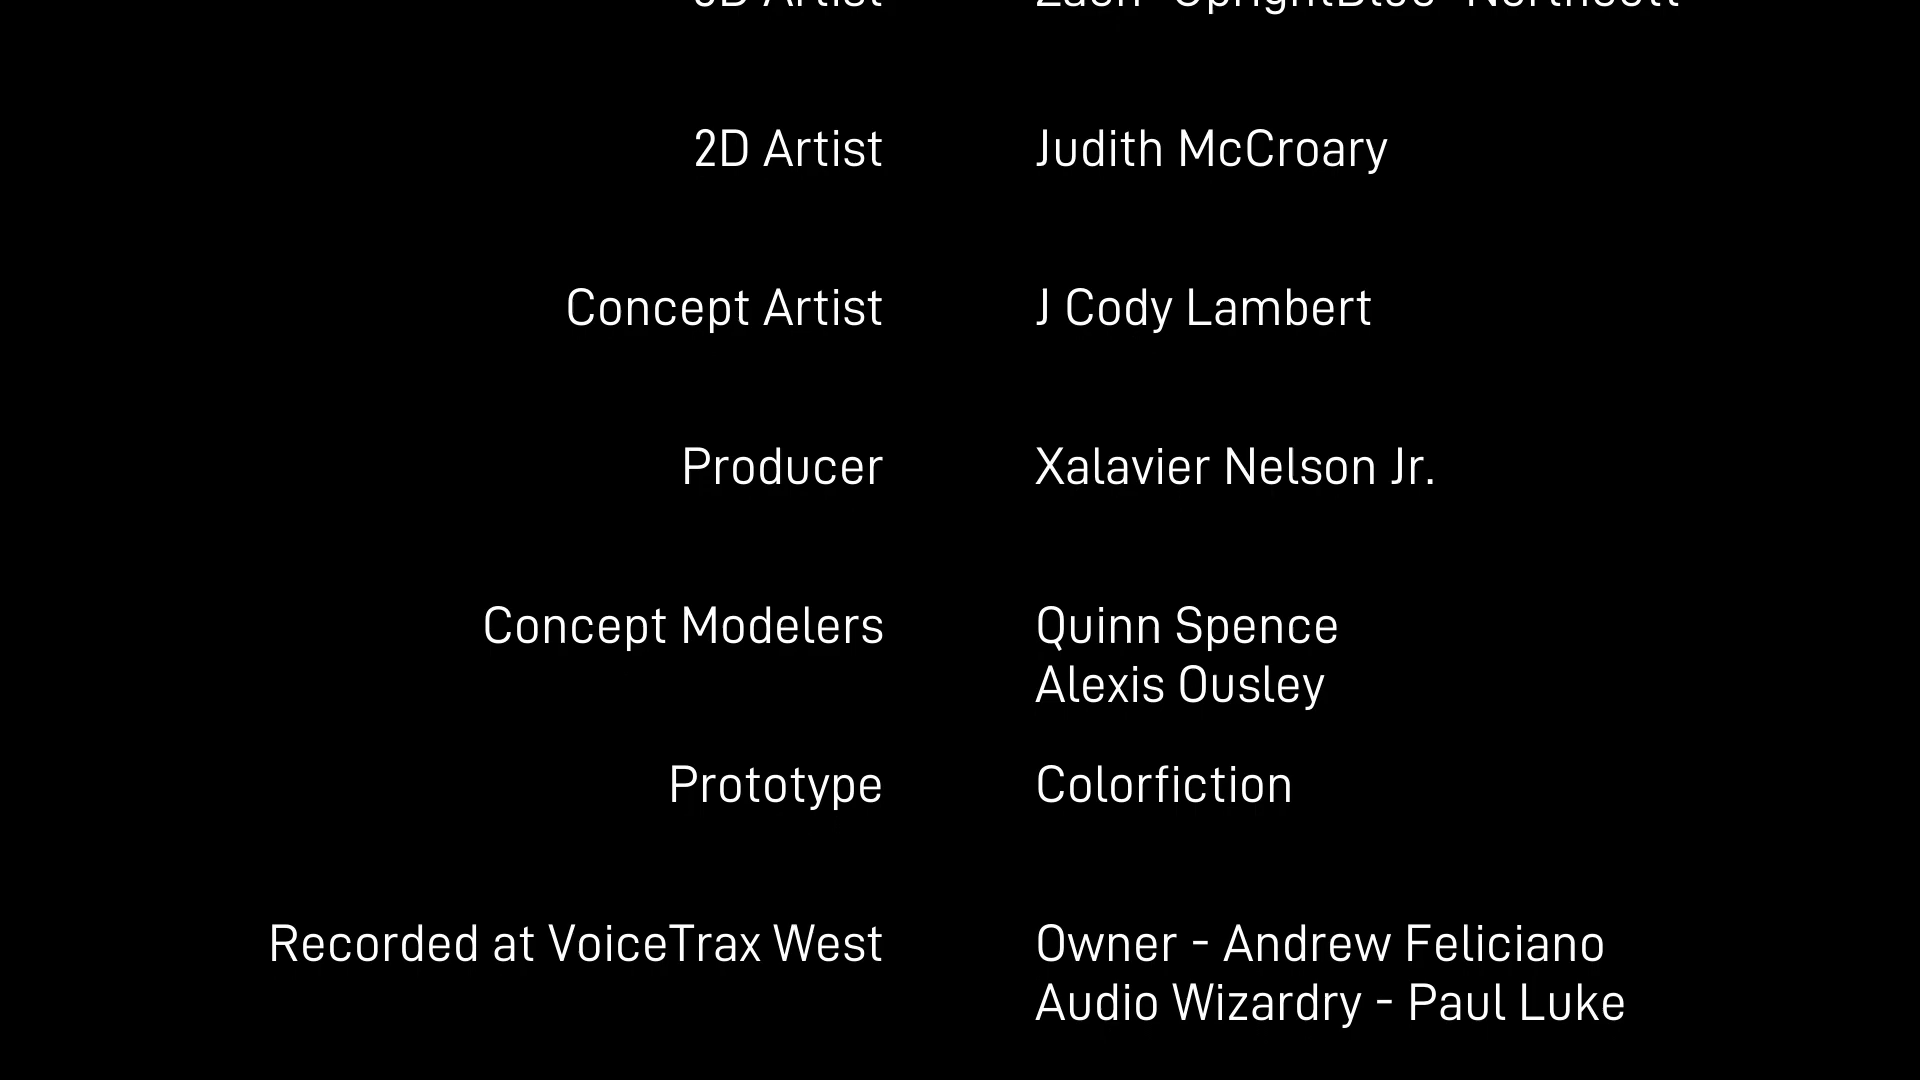 2D Artist Judith McCroary
Concept Artist J Cody Lambert
Producer Xalavier Nelson Jr.
Concept Modelers Quinn Spence
Alexis Ousley
Prototype Colorfiction
Recorded at VoiceTrax West Owner - Andrew Feliciano
Audio Wizardry - Paul Luke